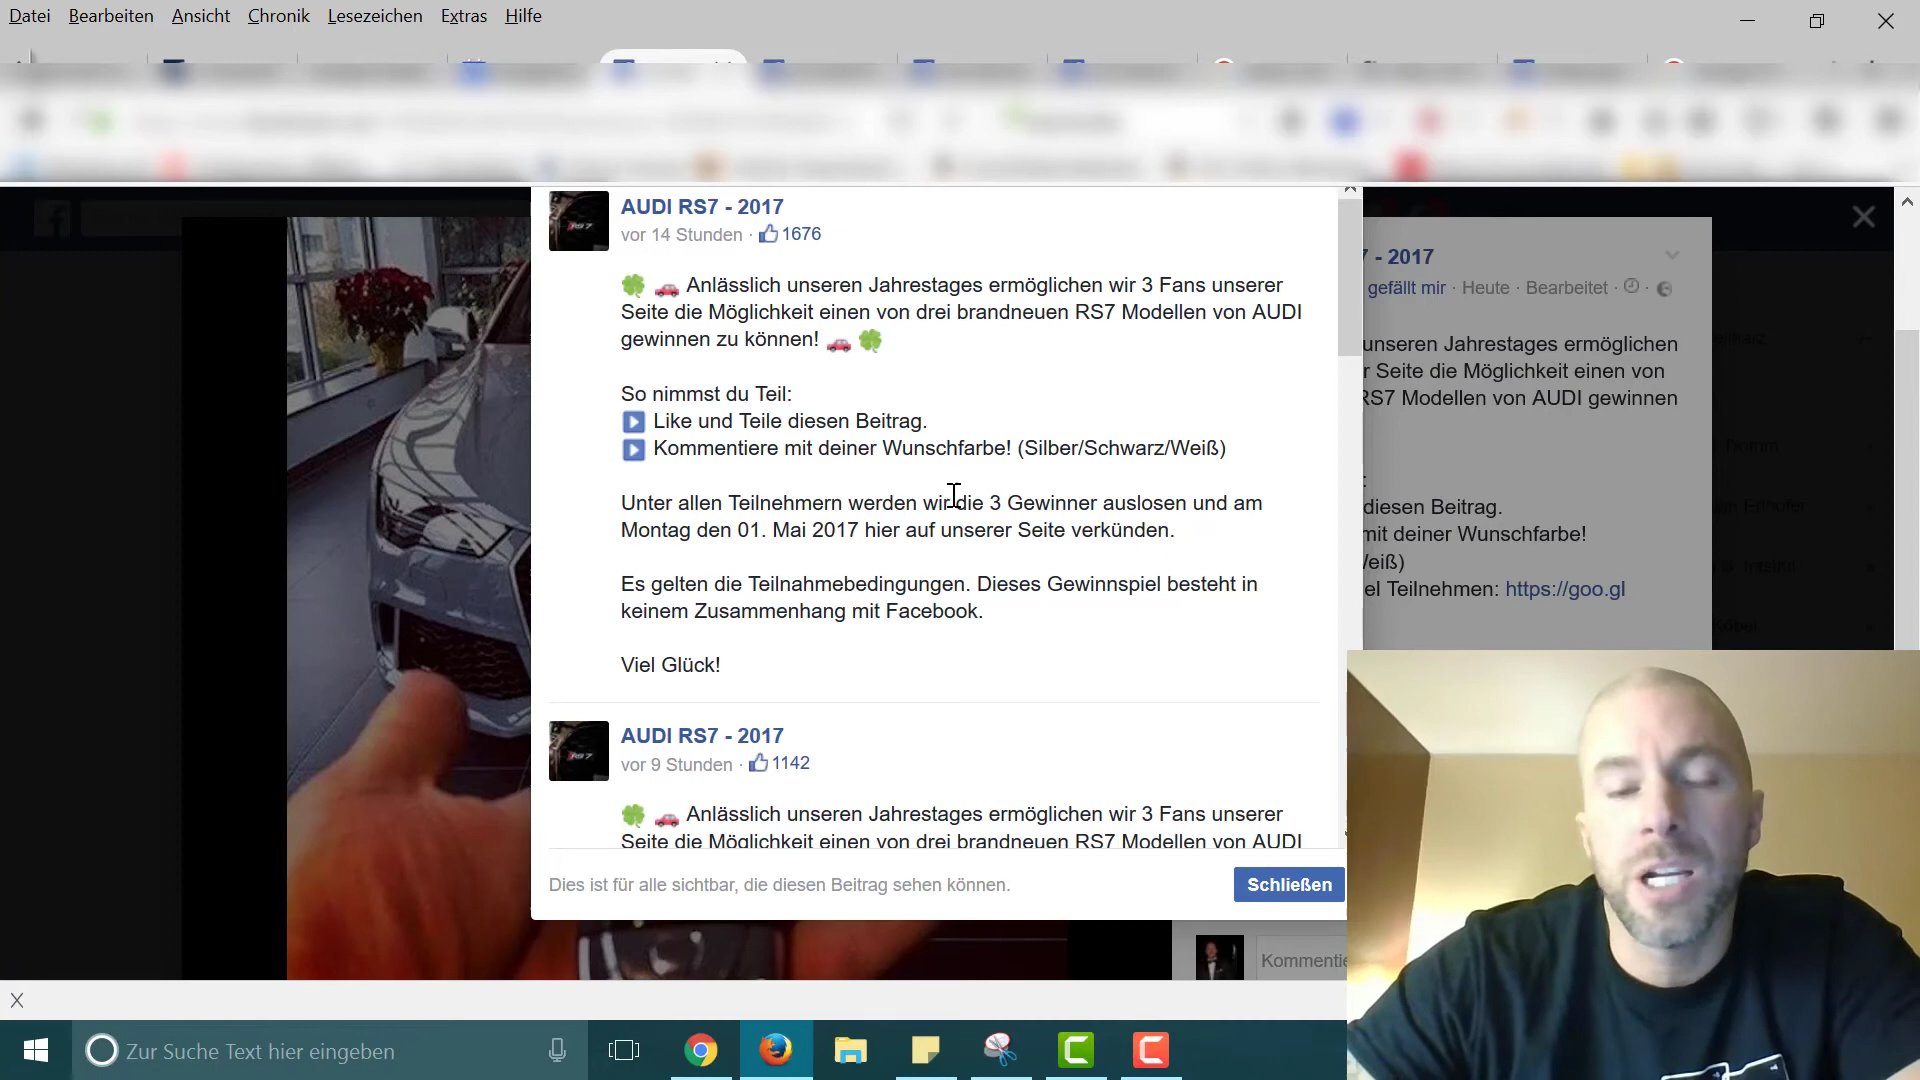 Datei Bearbeiten Ansicht Chronik Lesezeichen Extras Hilfe
AUDI RS7 - 2017
vor 14 Stunden · 1676
Anlässlich unseren Jahrestages ermöglichen wir 3 Fans unserer
Seite die Möglichkeit einen von drei brandneuen RS7 Modellen von AUDI
gewinnen zu können!
So nimmst du Teil:
Like und Teile diesen Beitrag.
Kommentiere mit deiner Wunschfarbe! (Silber/Schwarz/Weiß)
Unter allen Teilnehmern werden wir die 3 Gewinner auslosen und am
Montag den 01. Mai 2017 hier auf unserer Seite verkünden.
Es gelten die Teilnahmebedingungen. Dieses Gewinnspiel besteht in
keinem Zusammenhang mit Facebook.
Viel Glück!
AUDI RS7 - 2017
vor 9 Stunden · 1142
Anlässlich unseren Jahrestages ermöglichen wir 3 Fans unserer
Seite die Möglichkeit einen von drei brandneuen RS7 Modellen von AUDI
Dies ist für alle sichtbar, die diesen Beitrag sehen können.
Schließen
7 - 2017
gefällt mir · Heute · Bearbeitet ·
unseren Jahrestages ermöglichen
r Seite die Möglichkeit einen von
RS7 Modellen von AUDI gewinnen
:
diesen Beitrag.
mit deiner Wunschfarbe!
/eiß)
el Teilnehmen: https://goo.gl
Kommentie
Zur Suche Text hier eingeben